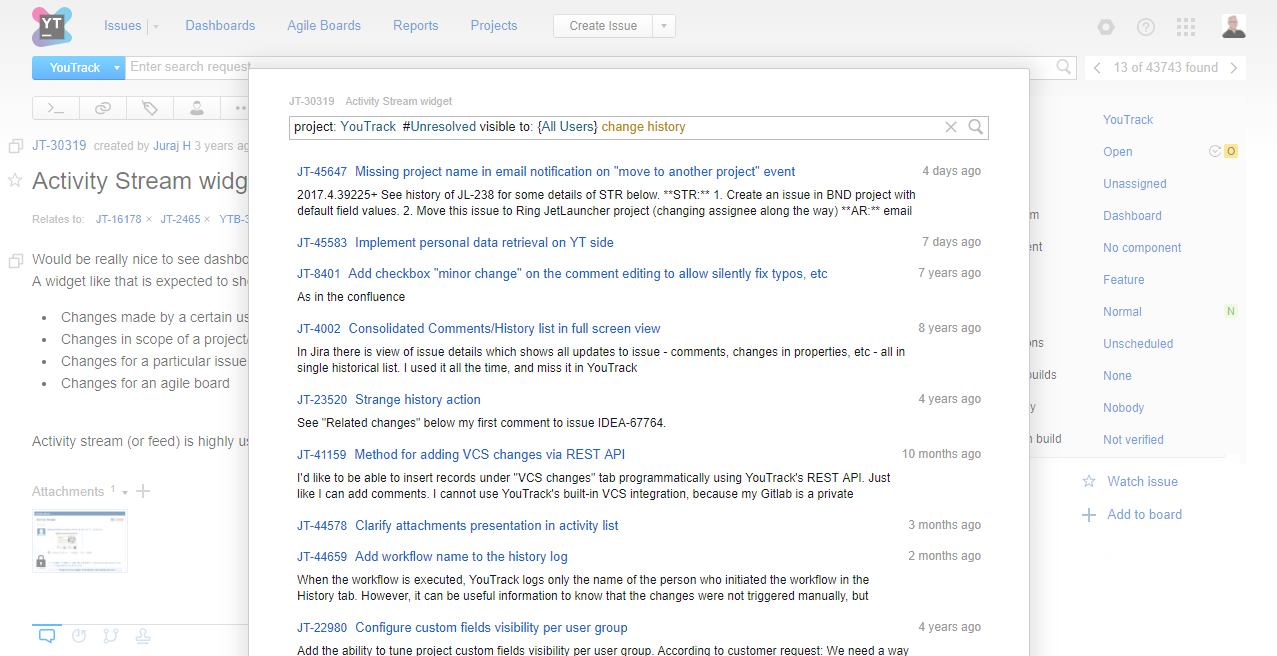 YT
Issues
Dashboards
Agile Boards
Reports
Projects
Create Issue
YouTrack
Enter search request
13 of 43743 found
JT-30319 created by Juraj H 3 years ag
Activity Stream widg
Relates to: JT-16178 × JT-2465 × YTB-3
Would be really nice to see dashbo
A widget like that is expected to sh
• Changes made by a certain us
• Changes in scope of a project
• Changes for a particular issue
• Changes for an agile board
Activity stream (or feed) is highly us
Attachments 1
JT-30319 Activity Stream widget
project: YouTrack #Unresolved visible to: {All Users} change history
JT-45647 Missing project name in email notification on "move to another project" event 4 days ago
2017.4.39225+ See history of JL-238 for some details of STR below. **STR:** 1. Create an issue in BND project with
default field values. 2. Move this issue to Ring JetLauncher project (changing assignee along the way) **AR:** email
JT-45583 Implement personal data retrieval on YT side 7 days ago
JT-8401 Add checkbox "minor change" on the comment editing to allow silently fix typos, etc 7 years ago
As in the confluence
JT-4002 Consolidated Comments/History list in full screen view 8 years ago
In Jira there is view of issue details which shows all updates to issue - comments, changes in properties, etc - all in
single historical list. I used it all the time, and miss it in YouTrack
JT-23520 Strange history action 4 years ago
See "Related changes" below my first comment to issue IDEA-67764.
JT-41159 Method for adding VCS changes via REST API 10 months ago
I'd like to be able to insert records under "VCS changes" tab programmatically using YouTrack's REST API. Just
like I can add comments. I cannot use YouTrack's built-in VCS integration, because my Gitlab is a private
JT-44578 Clarify attachments presentation in activity list 3 months ago
JT-44659 Add workflow name to the history log 2 months ago
When the workflow is executed, YouTrack logs only the name of the person who initiated the workflow in the
History tab. However, it can be useful information to know that the changes were not triggered manually, but
JT-22980 Configure custom fields visibility per user group 4 years ago
Add the ability to tune project custom fields visibility per user group. According to customer request: We need a way
YouTrack
Open O
Unassigned
m Dashboard
ent No component
Feature
Normal N
ons Unscheduled
builds None
y Nobody
n build Not verified
Watch issue
Add to board